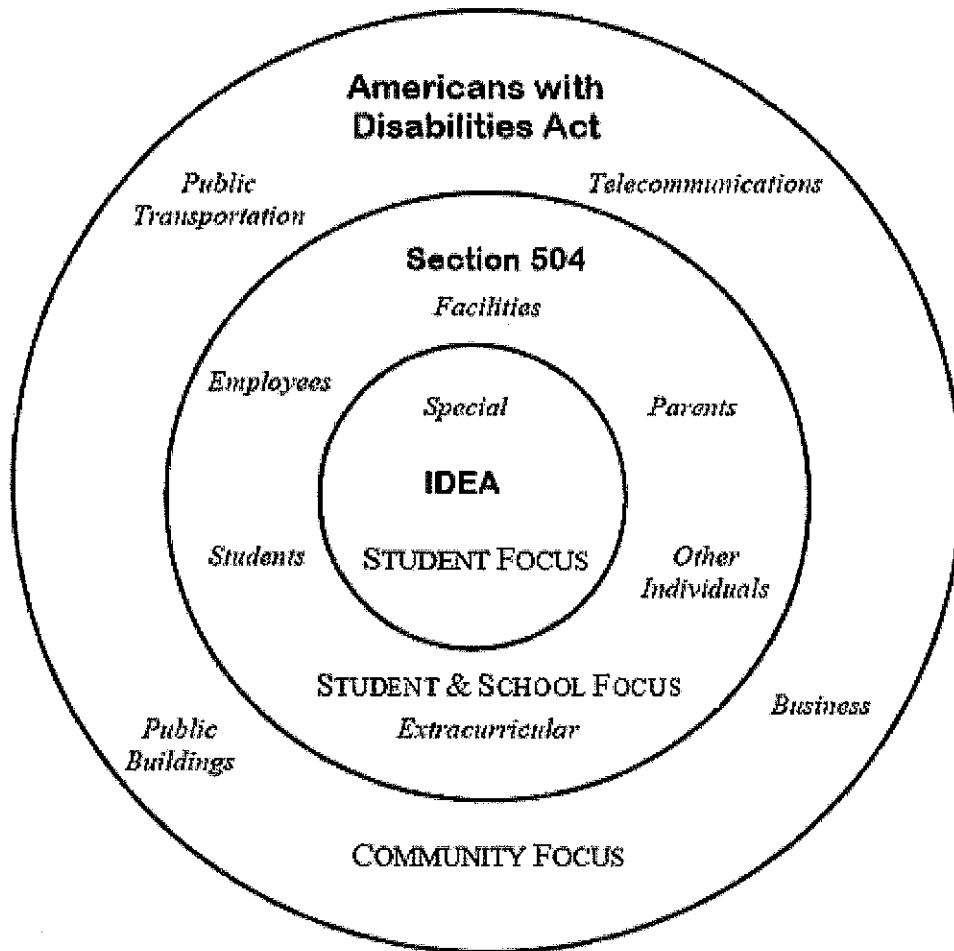 Americans with
Disabilities Act
Public
Transportation
Telecommunications
Section 504
Facilities
Employees
Special
Parents
IDEA
Students
STUDENT FOCUS
Other
Individuals
STUDENT & SCHOOL FOCUS
Extracurricular
Business
Public
Buildings
COMMUNITY FOCUS